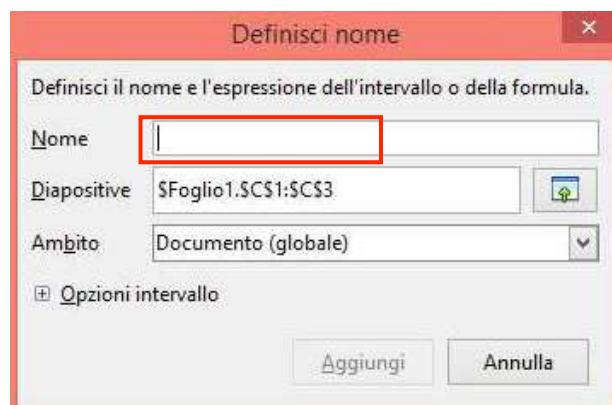 Definisci nome
Definisci il nome e l'espressione dell'intervallo o della formula.
Nome
Diapositive $Foglio1.$C$1:$C$3
Ambito Documento (globale)
Opzioni intervallo
Aggiungi Annulla